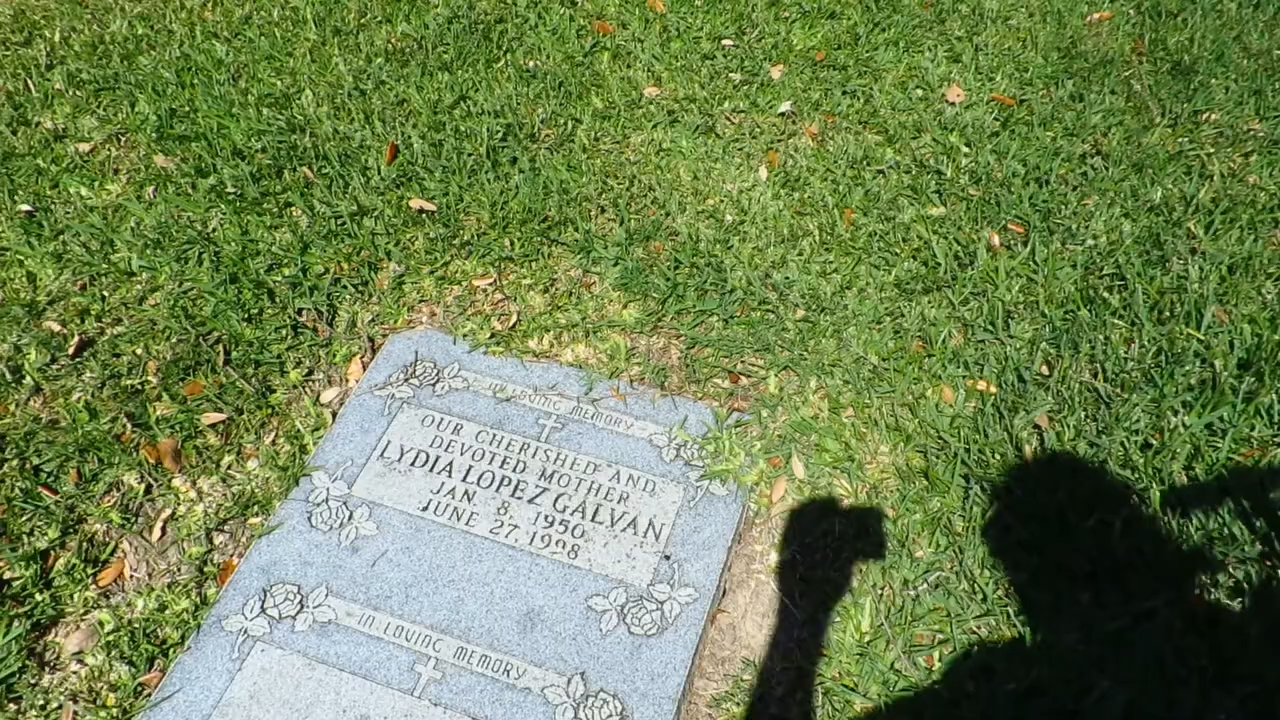 IN LOVING MEMORY
OUR CHERISHED AND
DEVOTED MOTHER
LYDIA LOPEZ GALVAN
JAN. 8, 1950
JUNE 27, 1998
IN LOVING MEMORY